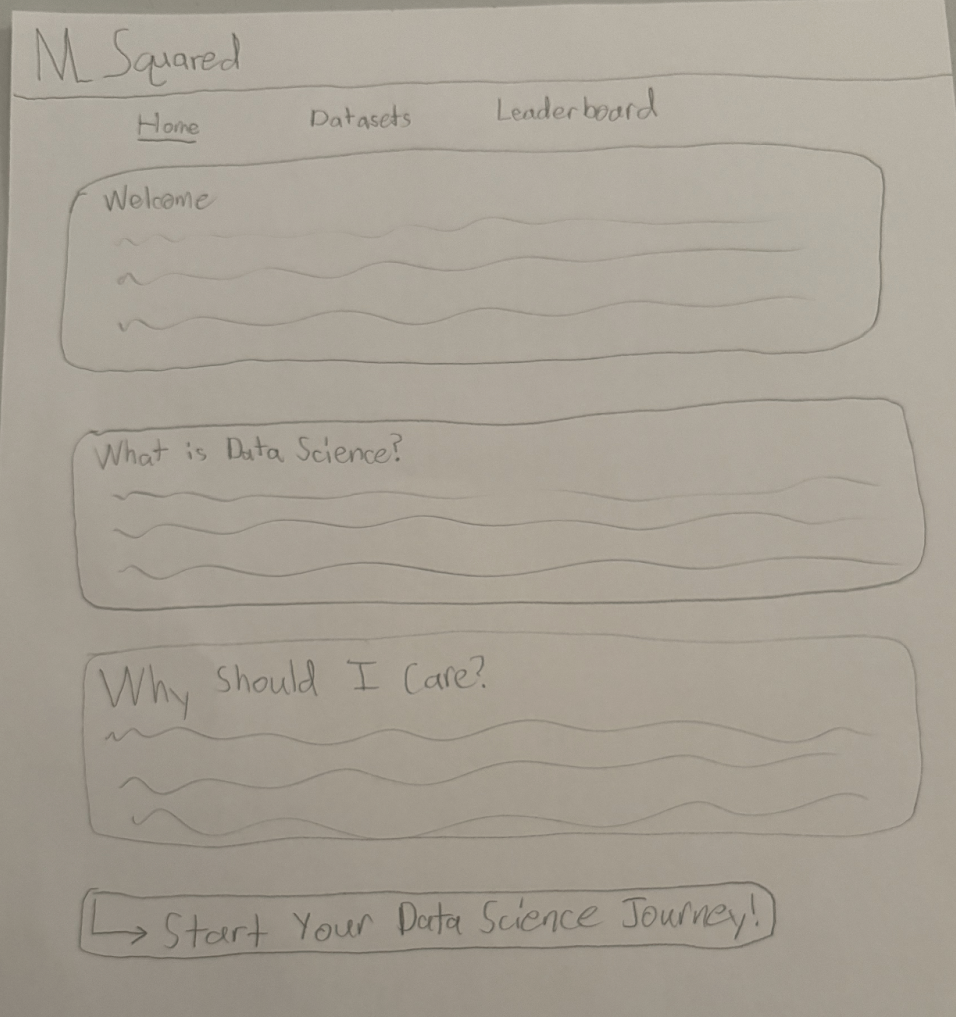 M Squared
Home Datasets Leaderboard
Welcome
What is Data Science?
Why Should I Care?
Start Your Data Science Journey!